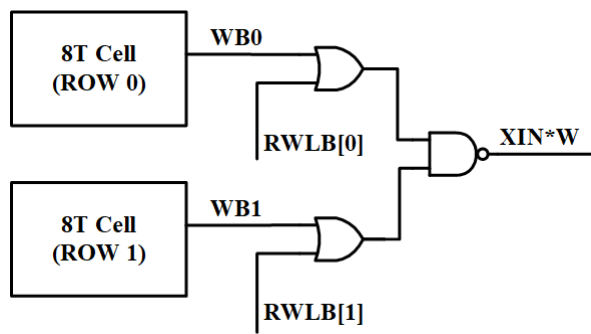 8T Cell
(ROW 0)
WB0
RWLB[0]
XIN*W
8T Cell
(ROW 1)
WB1
RWLB[1]